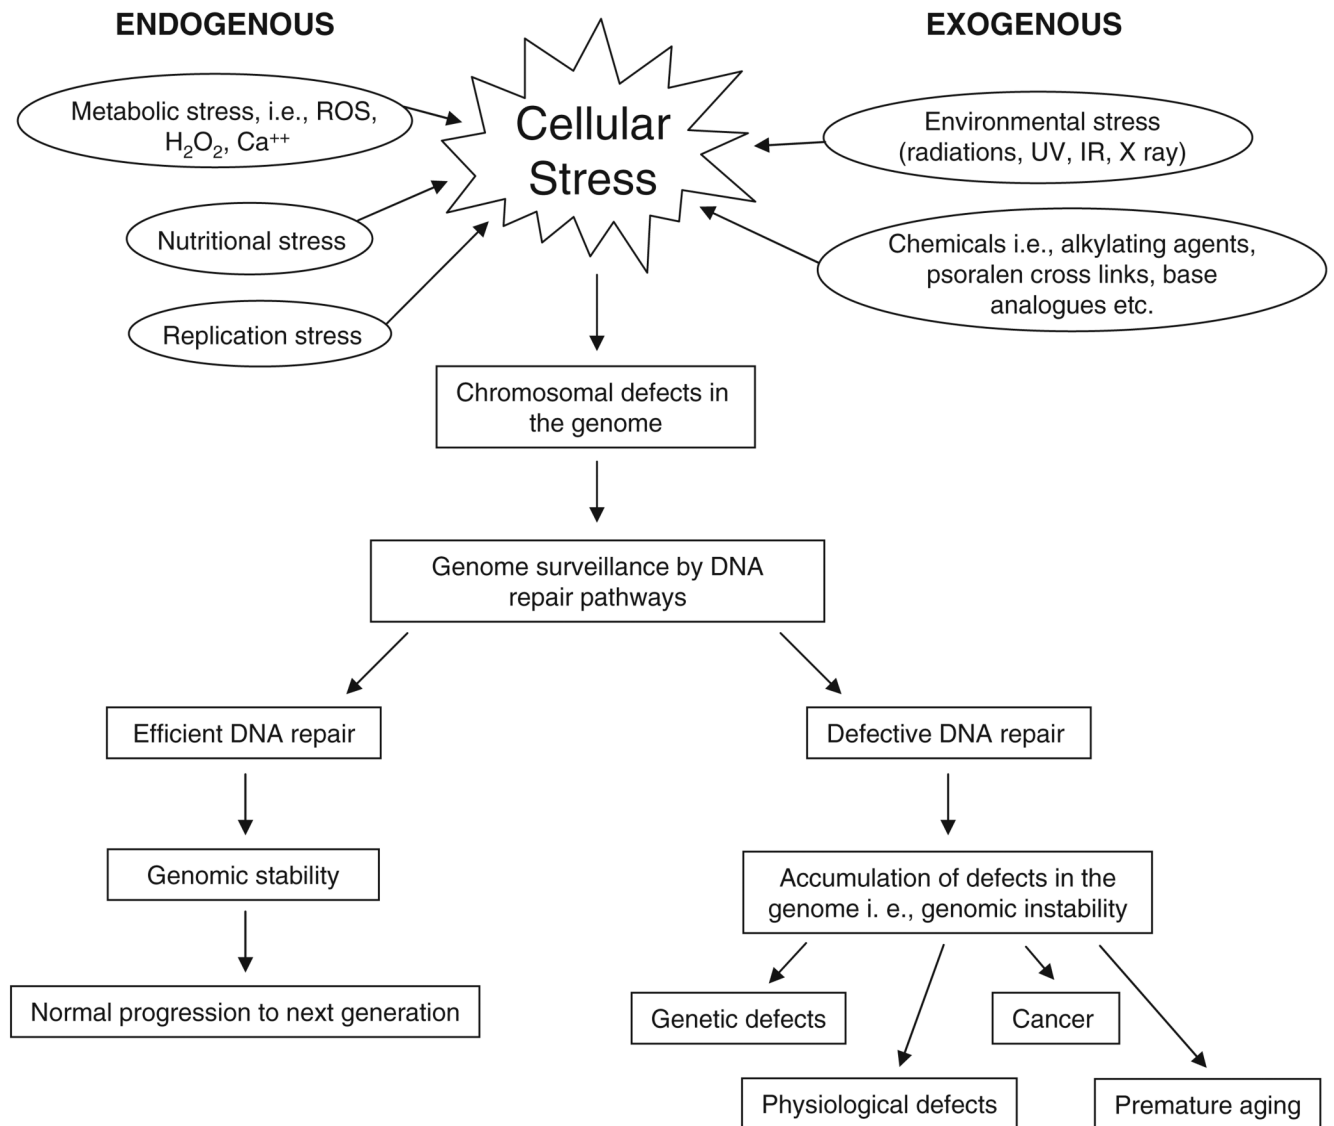 ENDOGENOUS
EXOGENOUS
Cellular
Stress
Metabolic stress, i.e., ROS,
H₂O₂, Ca⁺⁺
Nutritional stress
Replication stress
Environmental stress
(radiations, UV, IR, X ray)
Chemicals i.e., alkylating agents,
psoralen cross links, base
analogues etc.
Chromosomal defects in
the genome
Genome surveillance by DNA
repair pathways
Efficient DNA repair
Genomic stability
Normal progression to next generation
Defective DNA repair
Accumulation of defects in the
genome i. e., genomic instability
Genetic defects
Cancer
Physiological defects
Premature aging